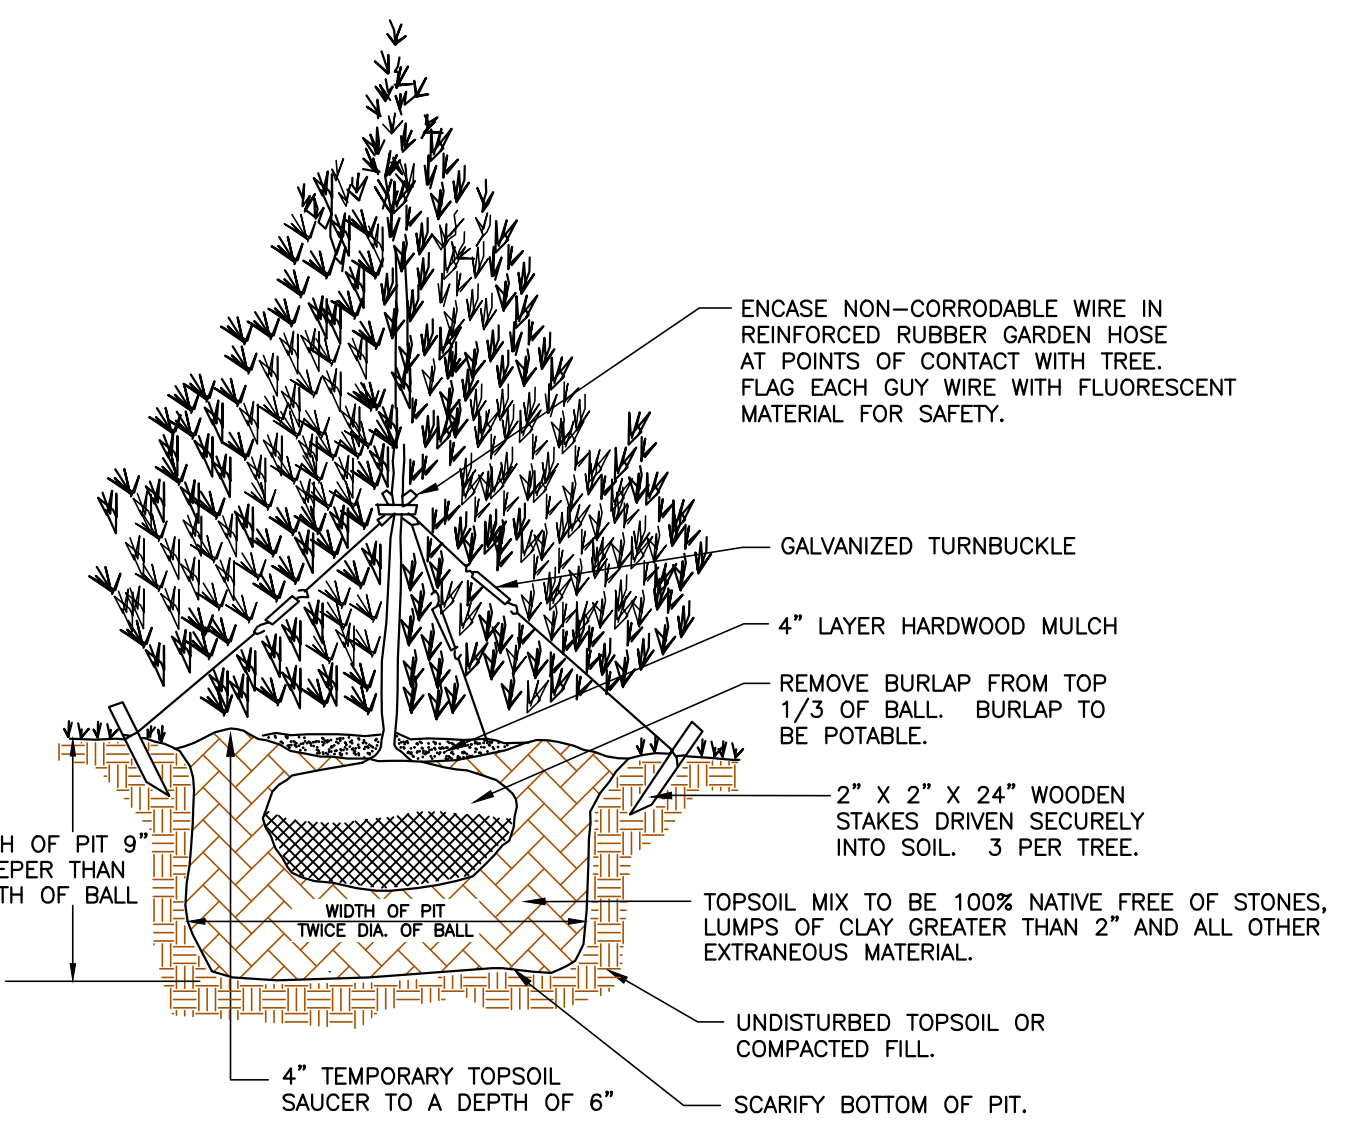 ENCASE NON-CORRODABLE WIRE IN
REINFORCED RUBBER GARDEN HOSE
AT POINTS OF CONTACT WITH TREE.
FLAG EACH GUY WIRE WITH FLUORESCENT
MATERIAL FOR SAFETY.
GALVANIZED TURNBUCKLE
4" LAYER HARDWOOD MULCH
REMOVE BURLAP FROM TOP
1/3 OF BALL. BURLAP TO
BE POTABLE.
2" X 2" X 24" WOODEN
STAKES DRIVEN SECURELY
INTO SOIL. 3 PER TREE.
H OF PIT 9"
EPER THAN
TH OF BALL
WIDTH OF PIT
TWICE DIA. OF BALL
TOPSOIL MIX TO BE 100% NATIVE FREE OF STONES,
LUMPS OF CLAY GREATER THAN 2" AND ALL OTHER
EXTRANEOUS MATERIAL.
UNDISTURBED TOPSOIL OR
COMPACTED FILL.
4" TEMPORARY TOPSOIL
SAUCER TO A DEPTH OF 6"
SCARIFY BOTTOM OF PIT.